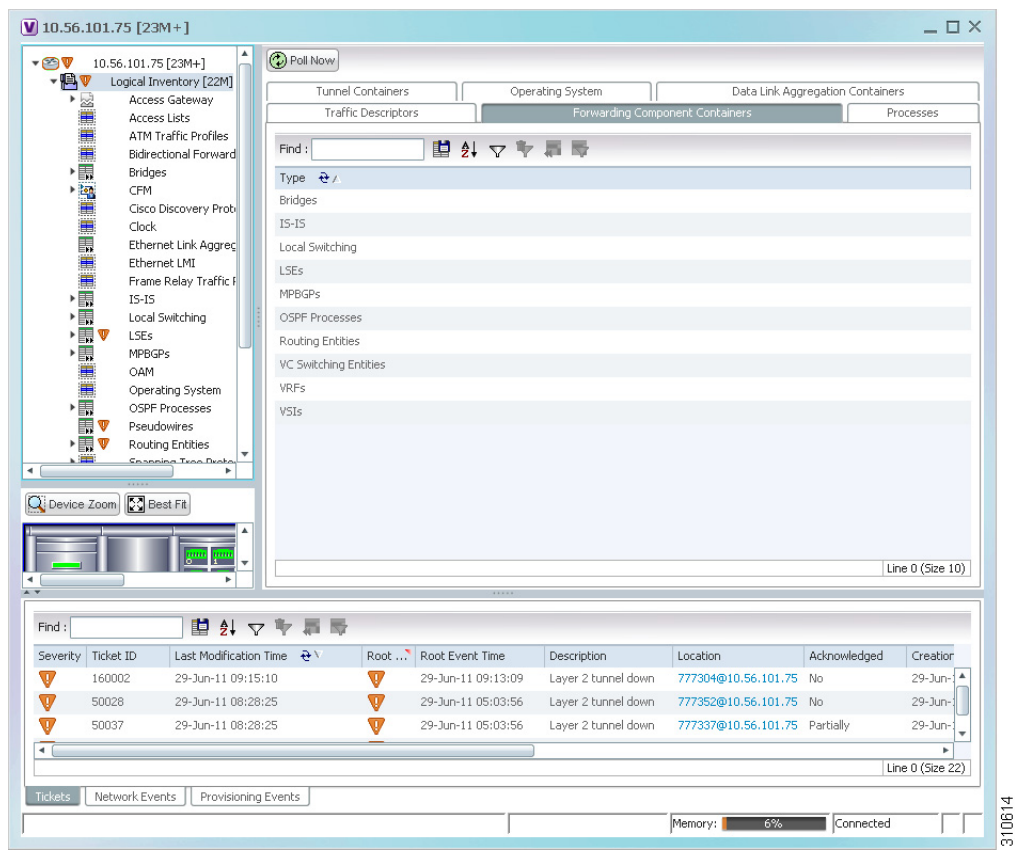 10.56.101.75 [23M+]
10.56.101.75 [23M+]
Logical Inventory [22M]
Access Gateway
Access Lists
ATM Traffic Profiles
Bidirectional Forward
Bridges
CFM
Cisco Discovery Proto
Clock
Ethernet Link Aggreg
Ethernet LMI
Frame Relay Traffic P
IS-IS
Local Switching
LSEs
MPBGPs
OAM
Operating System
OSPF Processes
Pseudowires
Routing Entities
Spanning Tree Proto
Device Zoom
Best Fit
Poll Now
Tunnel Containers
Operating System
Data Link Aggregation Containers
Traffic Descriptors
Forwarding Component Containers
Processes
Find :
Type
Bridges
IS-IS
Local Switching
LSEs
MPBGPs
OSPF Processes
Routing Entities
VC Switching Entities
VRFs
VSIs
Line 0 (Size 10)
Find :
Severity Ticket ID Last Modification Time Root ... Root Event Time Description Location Acknowledged Creation
160002 29-Jun-11 09:15:10 29-Jun-11 09:13:09 Layer 2 tunnel down 777304@10.56.101.75 No 29-Jun-
50028 29-Jun-11 08:28:25 29-Jun-11 05:03:56 Layer 2 tunnel down 777352@10.56.101.75 No 29-Jun-
50037 29-Jun-11 08:28:25 29-Jun-11 05:03:56 Layer 2 tunnel down 777337@10.56.101.75 Partially 29-Jun-
Line 0 (Size 22)
Tickets
Network Events
Provisioning Events
Memory: 6% Connected
310614